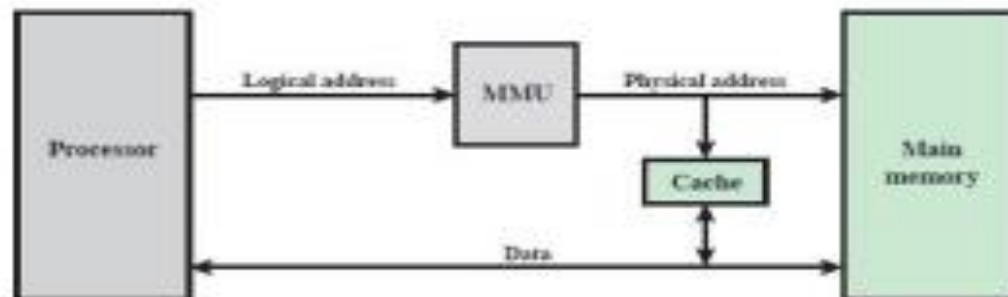 Logical address
MMU
Physical address
Processor
Cache
Main
memory
Data